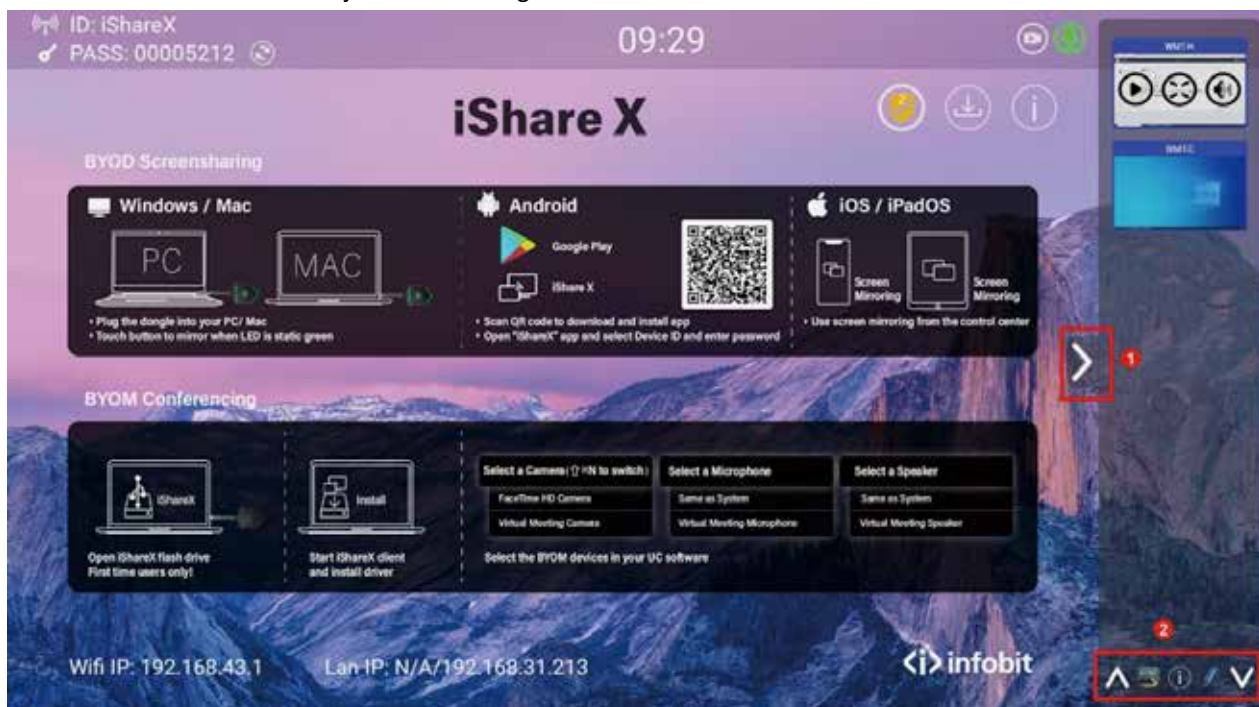 ID: iShareX
PASS: 00005212
09:29
iShare X
BYOD Screensharing
Windows / Mac
PC
MAC
• Plug the dongle into your PC/ Mac
• Touch button to mirror when LED is static green
Android
Google Play
iShare X
• Scan QR code to download and install app
• Open "iShareX" app and select Device ID and enter password
iOS / iPadOS
Screen
Mirroring
Screen
Mirroring
• Use screen mirroring from the control center
1
BYOM Conferencing
iShareX
Open iShareX flash drive
First time users only!
Install
Start iShareX client
and install driver
Select a Camera (⇧⌘N to switch)
FaceTime HD Camera
Virtual Meeting Camera
Select a Microphone
Same as System
Virtual Meeting Microphone
Select a Speaker
Same as System
Virtual Meeting Speaker
Select the BYOM devices in your UC software
Wifi IP: 192.168.43.1
Lan IP: N/A/192.168.31.213
<i> infobit
2